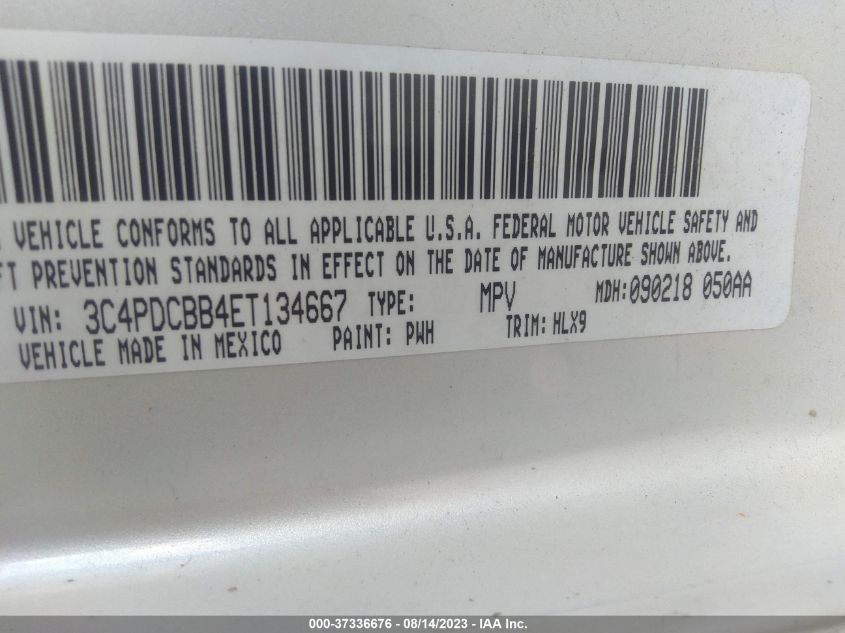 VEHICLE CONFORMS TO ALL APPLICABLE U.S.A. FEDERAL MOTOR VEHICLE SAFETY AND
FT PREVENTION STANDARDS IN EFFECT ON THE DATE OF MANUFACTURE SHOWN ABOVE.
VIN: 3C4PDCBB4ET134667 TYPE: MPV MDH:090218 050AA
VEHICLE MADE IN MEXICO PAINT: PWH TRIM: HLX9
000-37336676 - 08/14/2023 - IAA Inc.